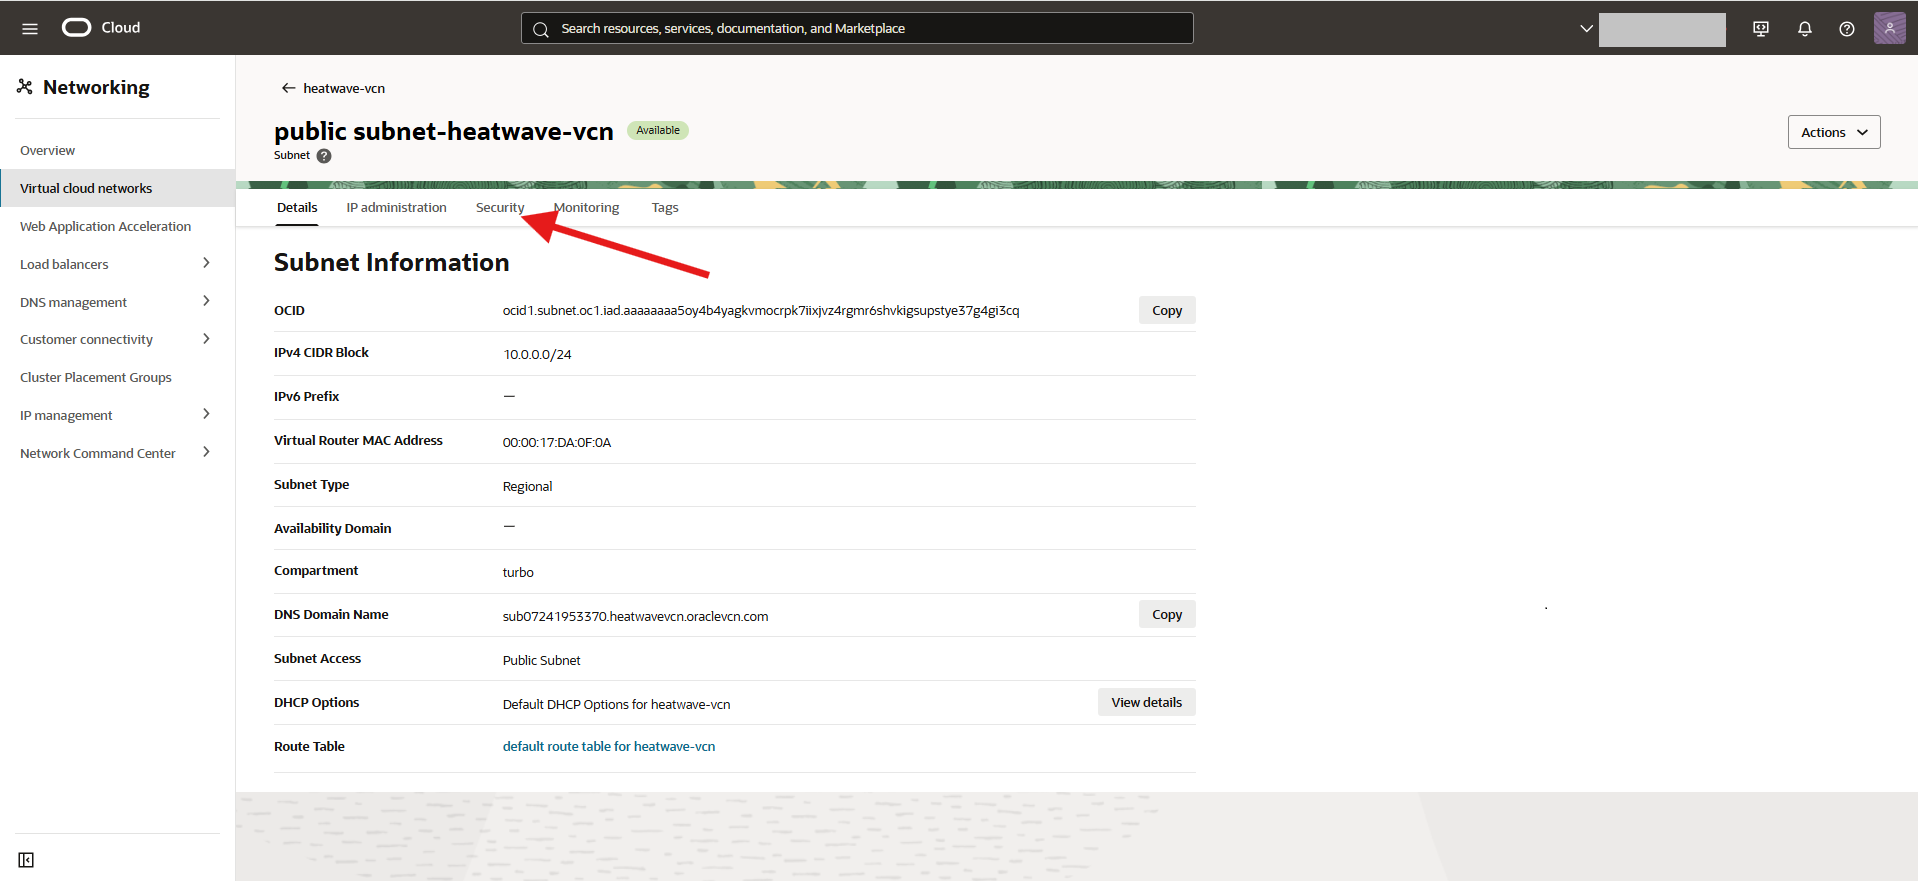 Cloud
Search resources, services, documentation, and Marketplace
Networking
Overview
Virtual cloud networks
Web Application Acceleration
Load balancers
DNS management
Customer connectivity
Cluster Placement Groups
IP management
Network Command Center
heatwave-vcn
public subnet-heatwave-vcn Available
Subnet ?
Actions
Details IP administration Security Monitoring Tags
Subnet Information
OCID ocid1.subnet.oc1.iad.aaaaaaaa5oy4b4yagkvmocrpk7iixjvz4rgmr6shvkigsupstye37g4gi3cq Copy
IPv4 CIDR Block 10.0.0.0/24
IPv6 Prefix —
Virtual Router MAC Address 00:00:17:DA:0F:0A
Subnet Type Regional
Availability Domain —
Compartment turbo
DNS Domain Name sub07241953370.heatwavevcn.oraclevcn.com Copy
Subnet Access Public Subnet
DHCP Options Default DHCP Options for heatwave-vcn View details
Route Table default route table for heatwave-vcn